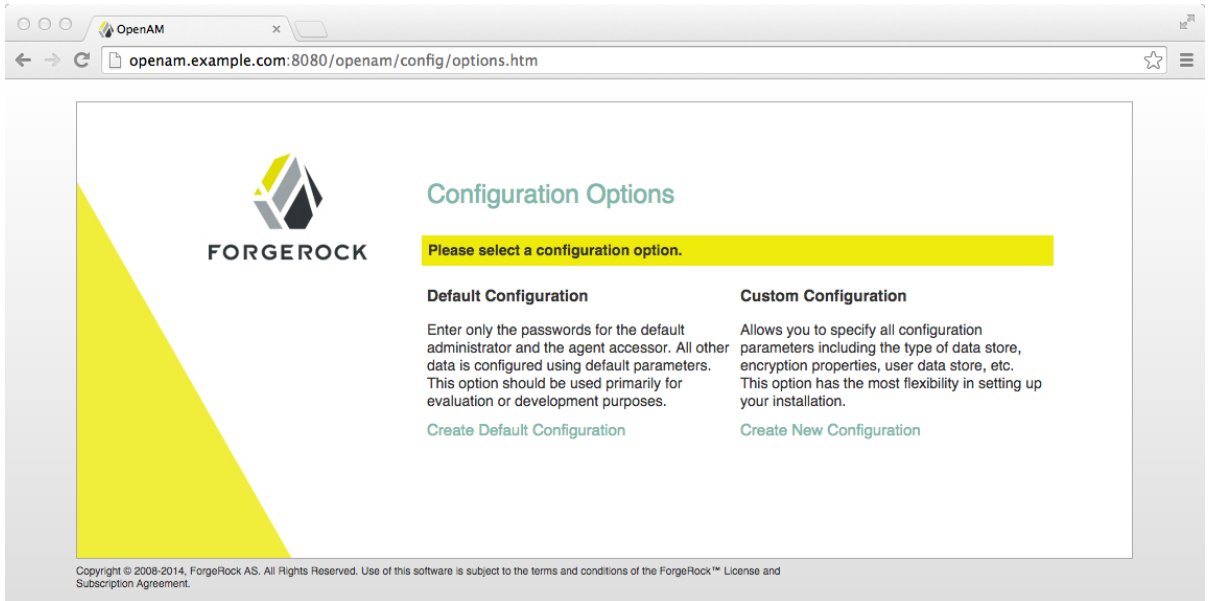 OpenAM
openam.example.com:8080/openam/config/options.htm
FORGEROCK
Configuration Options
Please select a configuration option.
Default Configuration
Enter only the passwords for the default
administrator and the agent accessor. All other
data is configured using default parameters.
This option should be used primarily for
evaluation or development purposes.
Create Default Configuration
Custom Configuration
Allows you to specify all configuration
parameters including the type of data store,
encryption properties, user data store, etc.
This option has the most flexibility in setting up
your installation.
Create New Configuration
Copyright © 2008-2014, ForgeRock AS. All Rights Reserved. Use of this software is subject to the terms and conditions of the ForgeRock™ License and
Subscription Agreement.